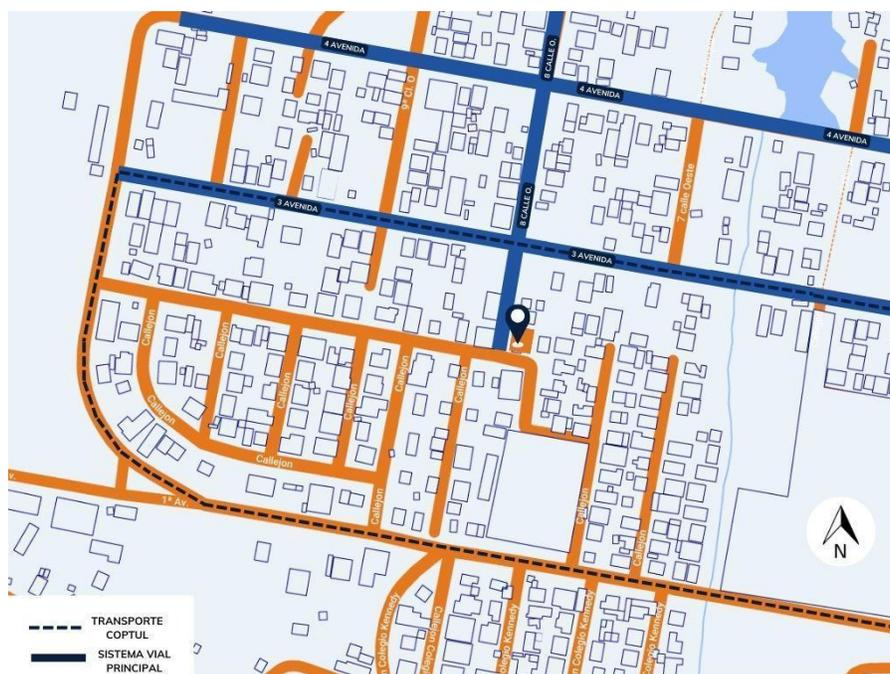 4 AVENIDA
8 CALLE O.
4 AVENIDA
9ª Cl. O
4 AVENIDA
8 CALLE O.
7 calle Oeste
3 AVENIDA
3 AVENIDA
Callejon
Callejon
Callejon
Callejon
Callejon
Callejon
Callejon
Av.
1ª Av.
Callejon
Callejon
Colegio Kennedy
Callejon Coleg
Colegio Kennedy
Colegio Kennedy
Colegio Kennedy
N
TRANSPORTE
COPTUL
SISTEMA VIAL
PRINCIPAL